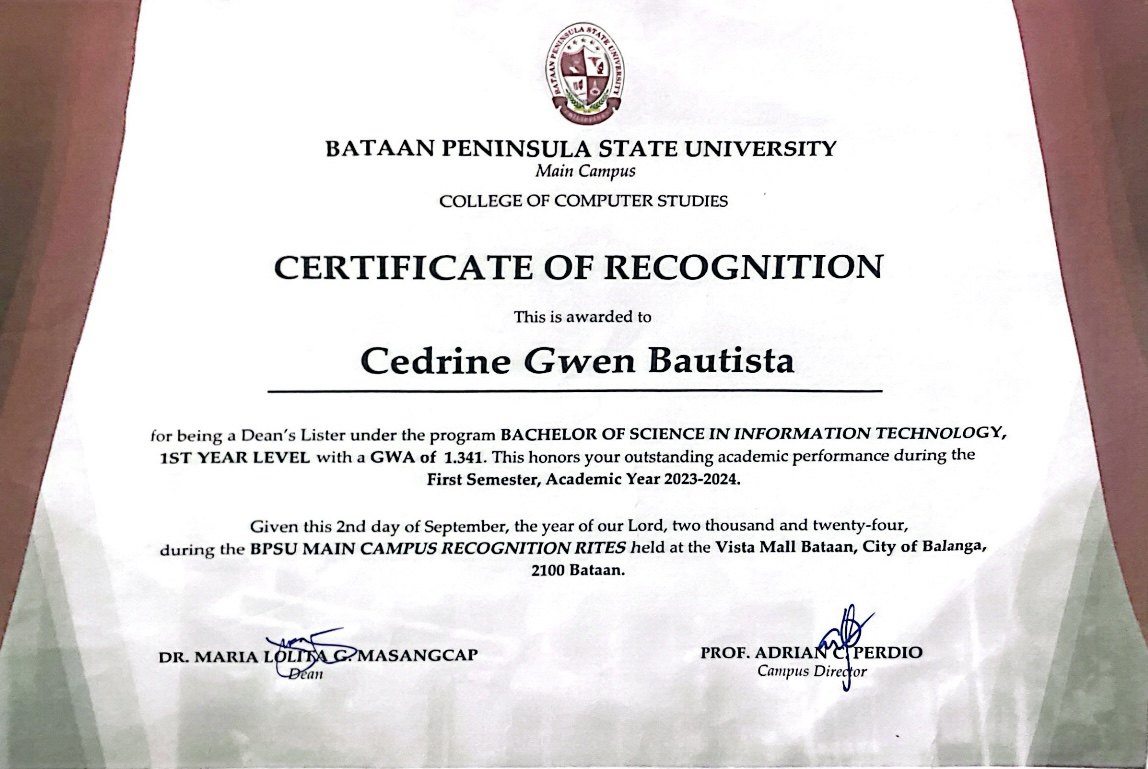 BATAAN PENINSULA STATE UNIVERSITY
PHILIPPINES
BATAAN PENINSULA STATE UNIVERSITY
Main Campus
COLLEGE OF COMPUTER STUDIES
CERTIFICATE OF RECOGNITION
This is awarded to
Cedrine Gwen Bautista
for being a Dean's Lister under the program BACHELOR OF SCIENCE IN INFORMATION TECHNOLOGY,
1ST YEAR LEVEL with a GWA of 1.341. This honors your outstanding academic performance during the
First Semester, Academic Year 2023-2024.
Given this 2nd day of September, the year of our Lord, two thousand and twenty-four,
during the BPSU MAIN CAMPUS RECOGNITION RITES held at the Vista Mall Bataan, City of Balanga,
2100 Bataan.
DR. MARIA LOLITA G. MASANGCAP
Dean
PROF. ADRIAN C. PERDIO
Campus Director